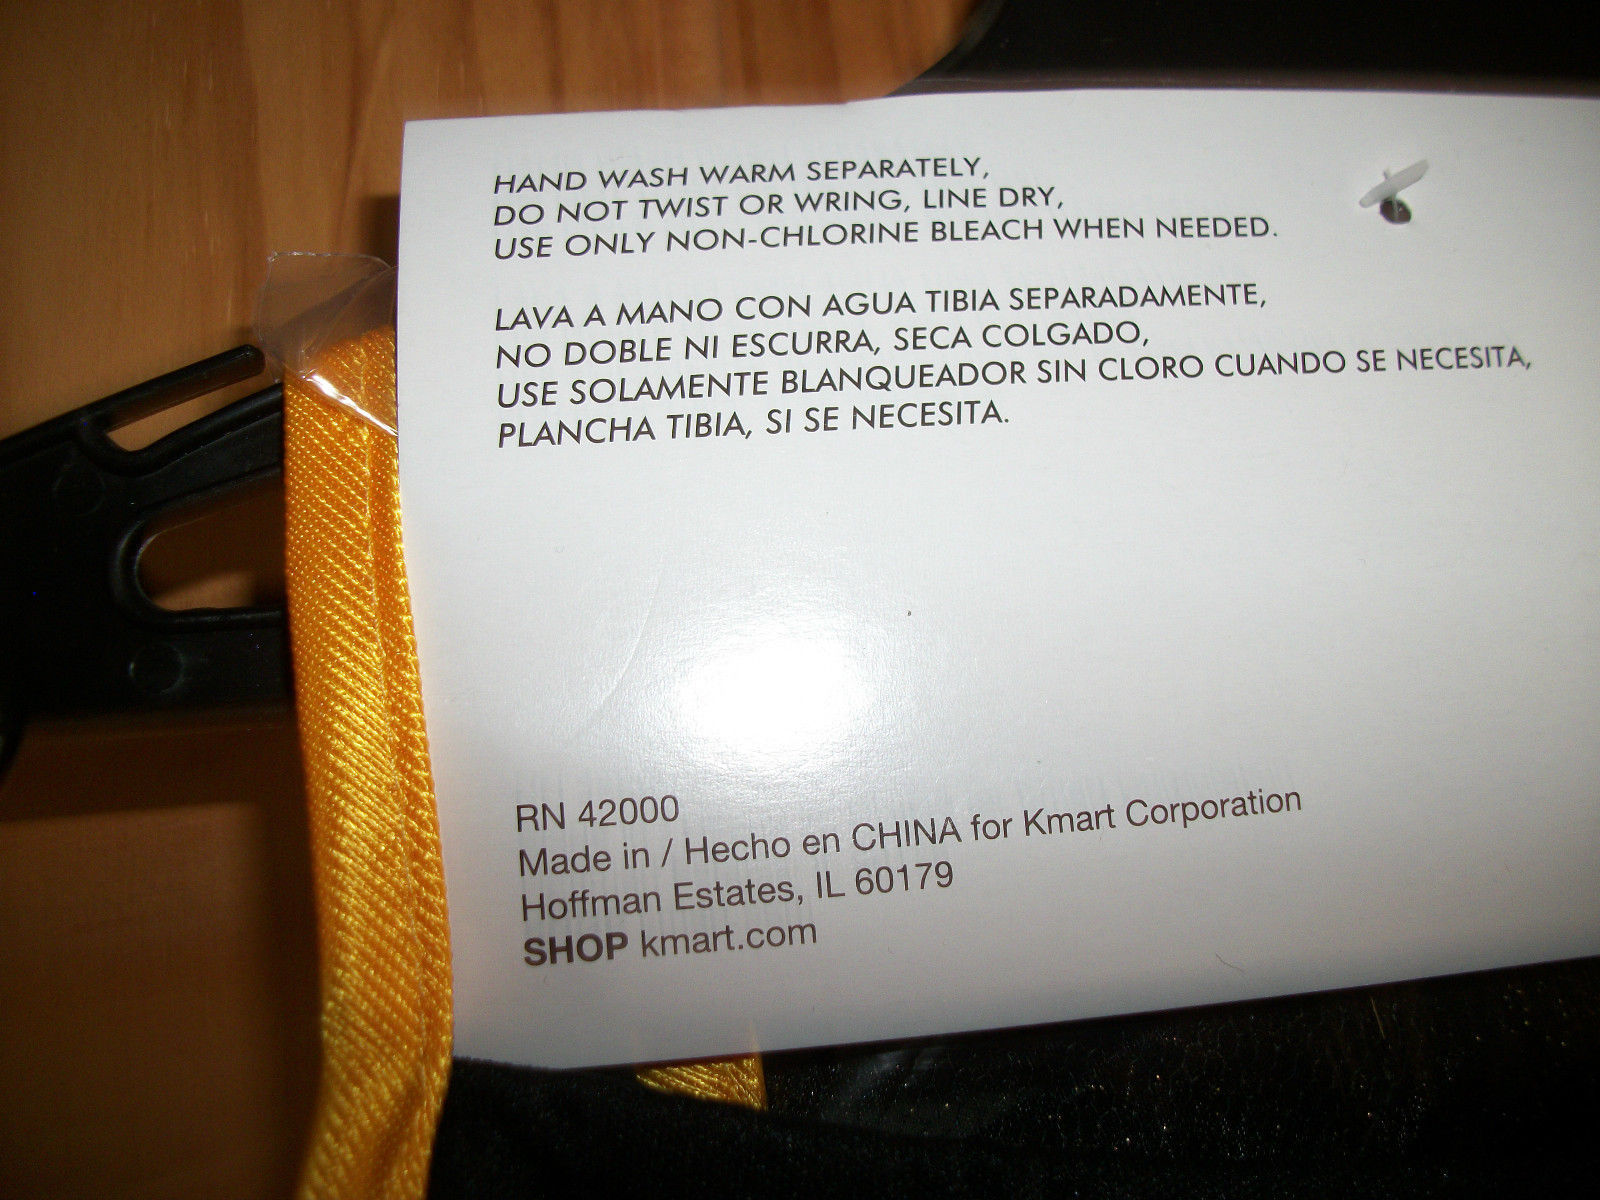 HAND WASH WARM SEPARATELY,
DO NOT TWIST OR WRING, LINE DRY,
USE ONLY NON-CHLORINE BLEACH WHEN NEEDED.
LAVA A MANO CON AGUA TIBIA SEPARADAMENTE,
NO DOBLE NI ESCURRA, SECA COLGADO,
USE SOLAMENTE BLANQUEADOR SIN CLORO CUANDO SE NECESITA,
PLANCHA TIBIA, SI SE NECESITA.
RN 42000
Made in / Hecho en CHINA for Kmart Corporation
Hoffman Estates, IL 60179
SHOP kmart.com